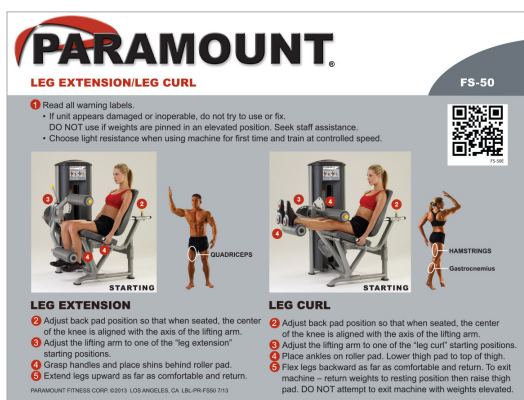 PARAMOUNT®
LEG EXTENSION/LEG CURL
FS-50
1 Read all warning labels.
• If unit appears damaged or inoperable, do not try to use or fix.
DO NOT use if weights are pinned in an elevated position. Seek staff assistance.
• Choose light resistance when using machine for first time and train at controlled speed.
FS-50E
3
2
4
4
QUADRICEPS
STARTING
3
4
2
4
HAMSTRINGS
Gastrocnemius
STARTING
LEG EXTENSION
2 Adjust back pad position so that when seated, the center
of the knee is aligned with the axis of the lifting arm.
3 Adjust the lifting arm to one of the “leg extension”
starting positions.
4 Grasp handles and place shins behind roller pad.
5 Extend legs upward as far as comfortable and return.
PARAMOUNT FITNESS CORP. ©2013 LOS ANGELES, CA LBL-PR-FS50 7/13
LEG CURL
2 Adjust back pad position so that when seated, the center
of the knee is aligned with the axis of the lifting arm.
3 Adjust the lifting arm to one of the “leg curl” starting positions.
4 Place ankles on roller pad. Lower thigh pad to top of thigh.
5 Flex legs backward as far as comfortable and return. To exit
machine – return weights to resting position then raise thigh
pad. DO NOT attempt to exit machine with weights elevated.